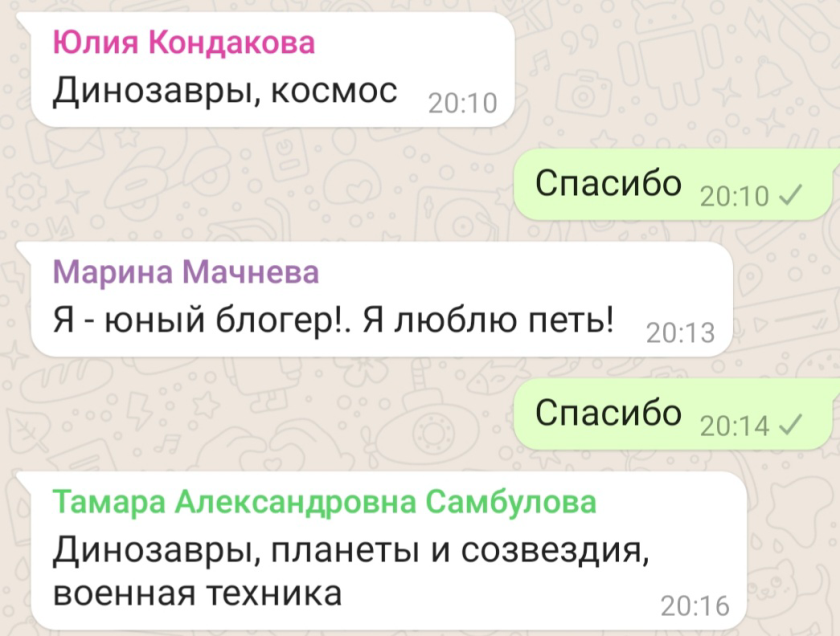 Юлия Кондакова
Динозавры, космос 20:10
Спасибо 20:10
Марина Мачнева
Я - юный блогер!. Я люблю петь! 20:13
Спасибо 20:14
Тамара Александровна Самбулова
Динозавры, планеты и созвездия,
военная техника 20:16